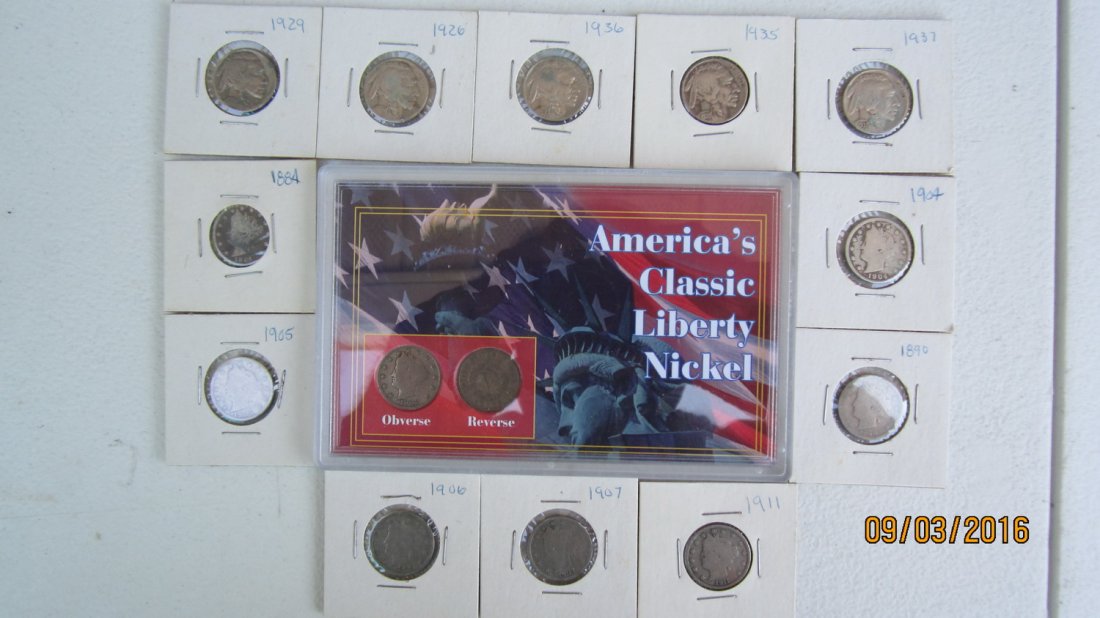 1929
1926
1936
1935
1937
1884
1904
America's
Classic
Liberty
Nickel
Obverse
Reverse
1905
1890
1906
1907
1911
09/03/2016